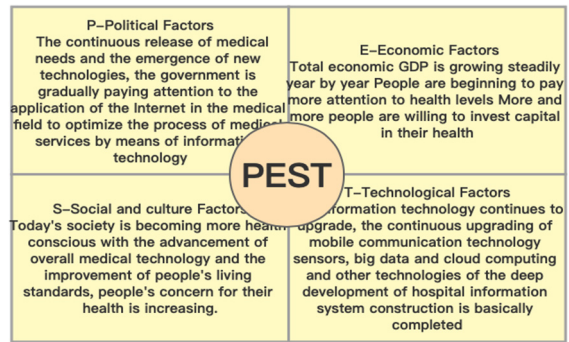 P-Political Factors
The continuous release of medical
needs and the emergence of new
technologies, the government is
gradually paying attention to the
application of the Internet in the medical
field to optimize the process of medical
services by means of informati
technology
E-Economic Factors
Total economic GDP is growing steadily
year by year People are beginning to pay
more attention to health levels More and
more people are willing to invest capital
in their health
PEST
S-Social and culture Factors
Today's society is becoming more health
conscious with the advancement of
overall medical technology and the
improvement of people's living
standards, people's concern for their
health is increasing.
T-Technological Factors
formation technology continues to
upgrade, the continuous upgrading of
mobile communication technology
sensors, big data and cloud computing
and other technologies of the deep
development of hospital information
system construction is basically
completed